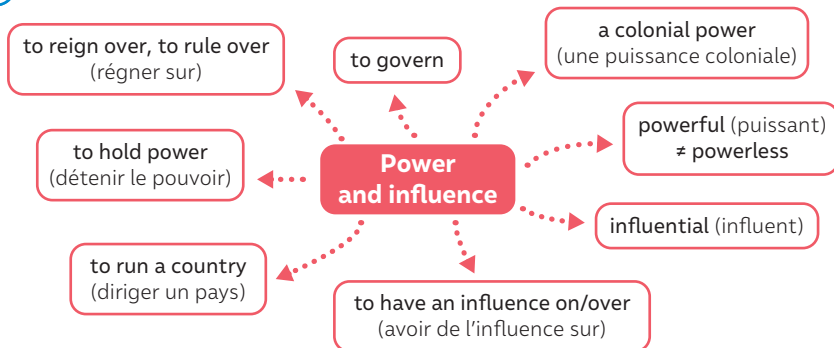 to reign over, to rule over
(régner sur)
to govern
a colonial power
(une puissance coloniale)
to hold power
(détenir le pouvoir)
Power
and influence
powerful (puissant)
≠ powerless
influential (influent)
to run a country
(diriger un pays)
to have an influence on/over
(avoir de l’influence sur)